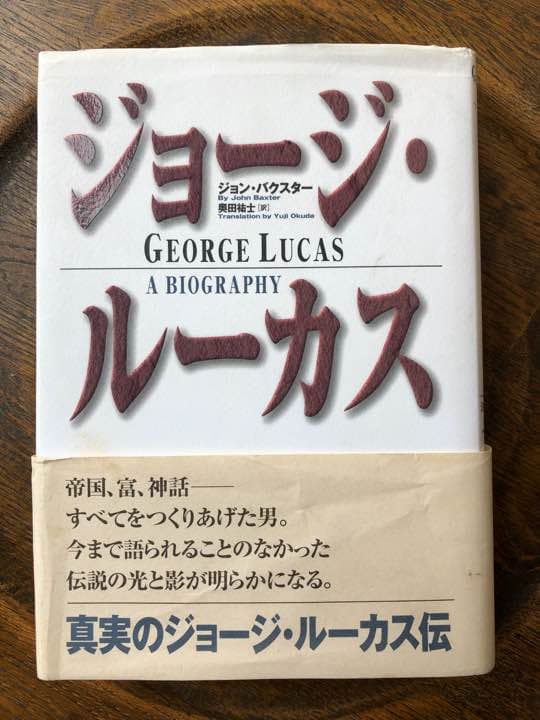 ジョージ・
ジョン・バクスター
By John Baxter
奥田祐士[訳]
Translation by Yuji Okuda
GEORGE LUCAS
A BIOGRAPHY
ルーカス
帝国、富、神話――
すべてをつくりあげた男。
今まで語られることのなかった
伝説の光と影が明らかになる。
真実のジョージ・ルーカス伝